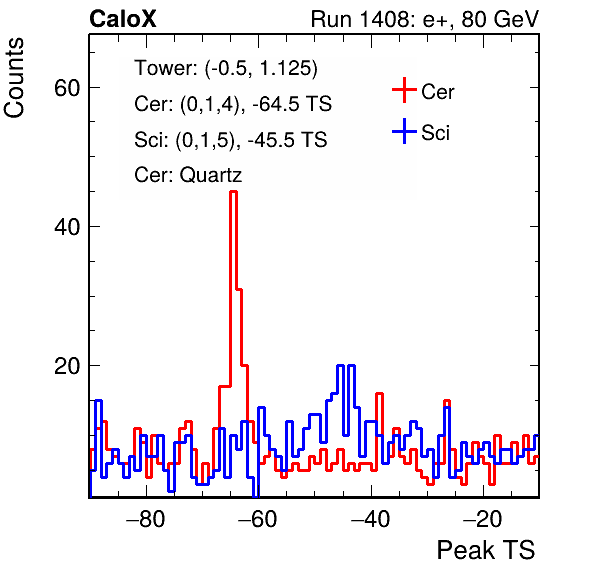 CaloX Run 1408: e+, 80 GeV
Counts
Tower: (-0.5, 1.125)
Cer: (0,1,4), -64.5 TS
Sci: (0,1,5), -45.5 TS
Cer: Quartz
Cer
Sci
60
40
20
−80 −60 −40 −20
Peak TS